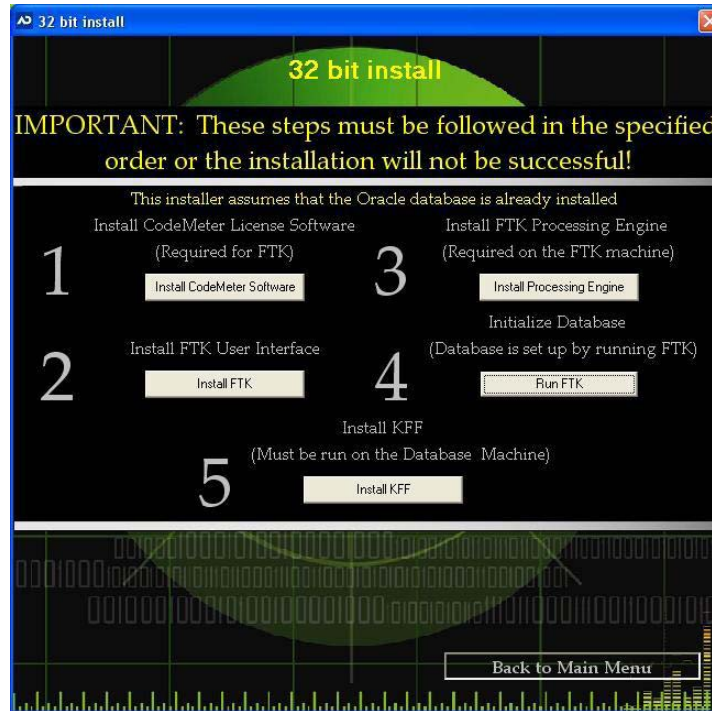 32 bit install
32 bit install
IMPORTANT: These steps must be followed in the specified
order or the installation will not be successful!
This installer assumes that the Oracle database is already installed
1
Install CodeMeter License Software
(Required for FTK)
Install CodeMeter Software
2
Install FTK User Interface
Install FTK
3
Install FTK Processing Engine
(Required on the FTK machine)
Install Processing Engine
4
Initialize Database
(Database is set up by running FTK)
Run FTK
5
Install KFF
(Must be run on the Database Machine)
Install KFF
Back to Main Menu